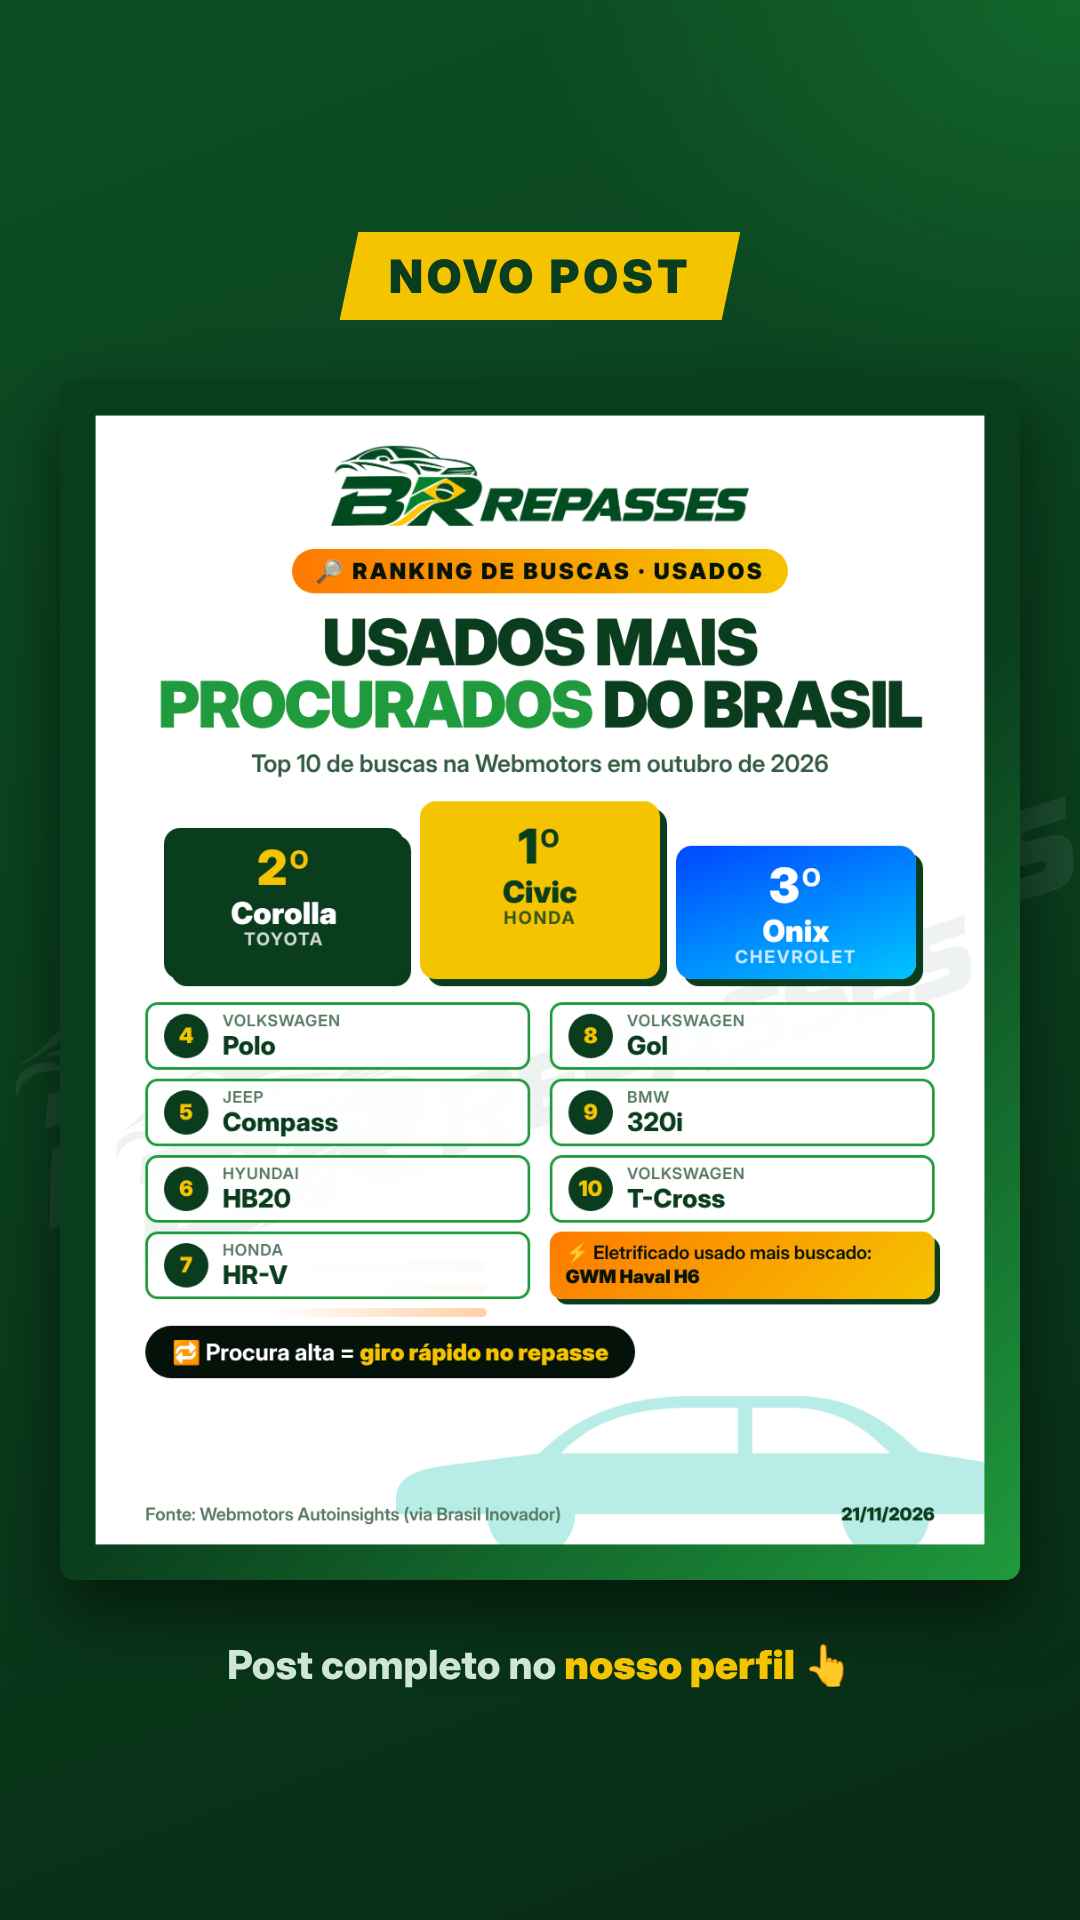 NOVO POST
BR REPASSES
🔎 RANKING DE BUSCAS · USADOS
USADOS MAIS
PROCURADOS DO BRASIL
Top 10 de buscas na Webmotors em outubro de 2026
2º
Corolla
TOYOTA
1º
Civic
HONDA
3º
Onix
CHEVROLET
4
VOLKSWAGEN
Polo
5
JEEP
Compass
6
HYUNDAI
HB20
7
HONDA
HR-V
8
VOLKSWAGEN
Gol
9
BMW
320i
10
VOLKSWAGEN
T-Cross
⚡ Eletrificado usado mais buscado:
GWM Haval H6
🔁 Procura alta = giro rápido no repasse
Fonte: Webmotors Autoinsights (via Brasil Inovador)
21/11/2026
Post completo no nosso perfil 👆